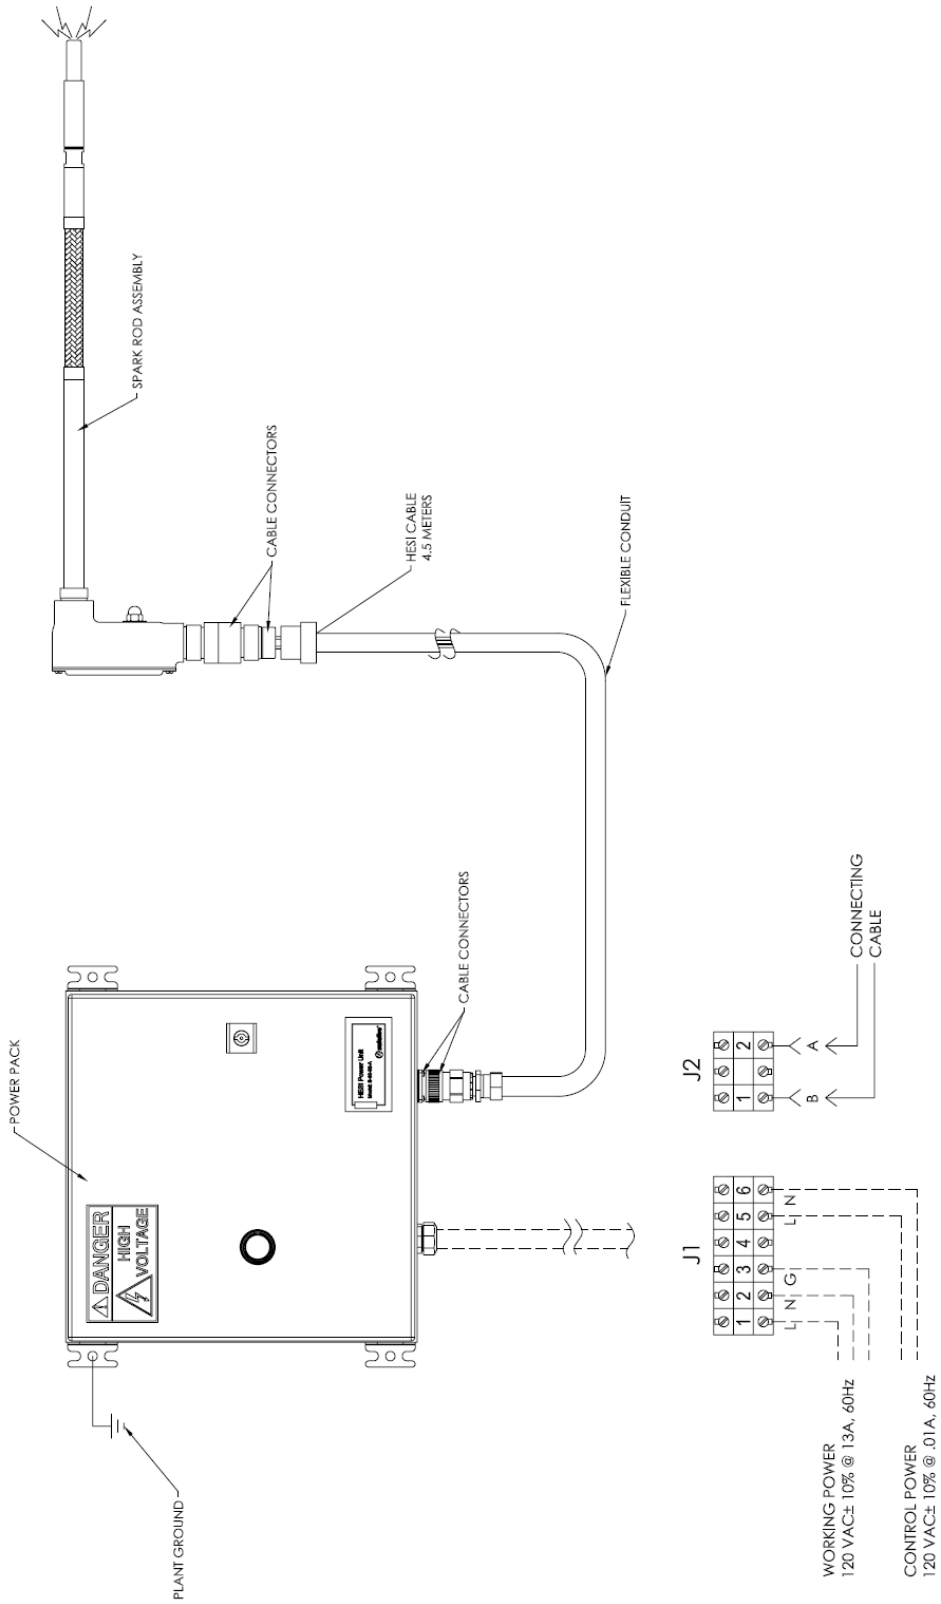 POWER PACK
PLANT GROUND
DANGER
HIGH
VOLTAGE
HESI Power Unit
SPARK ROD ASSEMBLY
CABLE CONNECTORS
HESI CABLE
4.5 METERS
FLEXIBLE CONDUIT
CABLE CONNECTORS
J1
1 2 3 4 5 6
L N G L N
J2
1 2
B A
CONNECTING
CABLE
WORKING POWER
120 VAC± 10% @ 13A, 60Hz
CONTROL POWER
120 VAC± 10% @ .01A, 60Hz